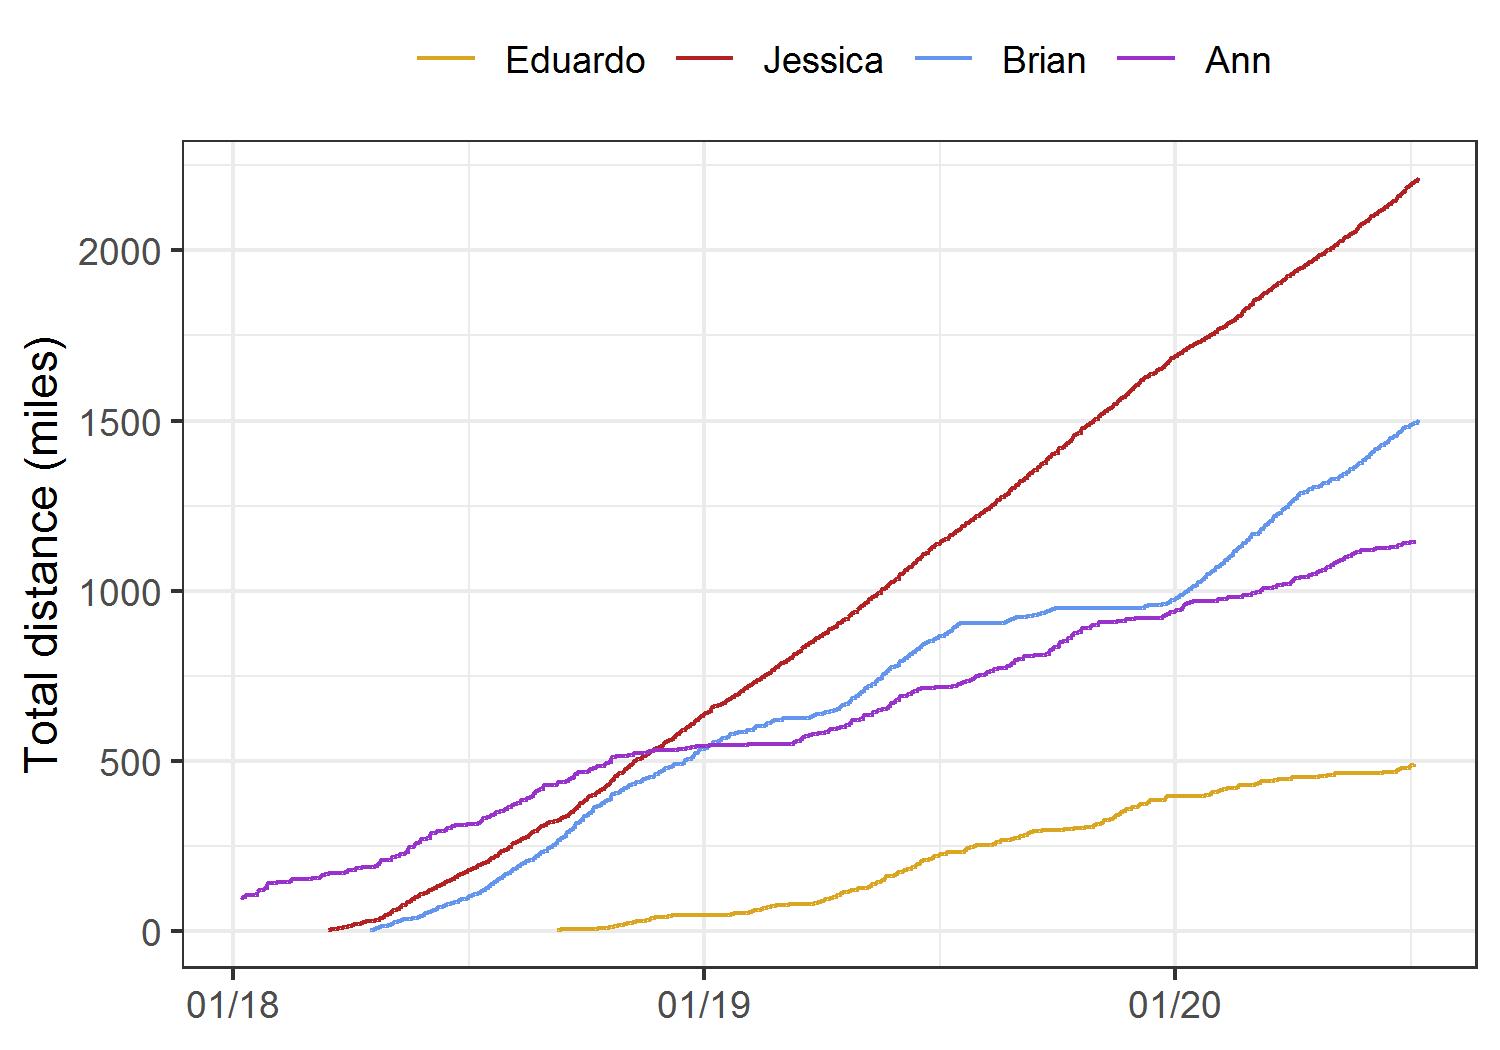 Eduardo Jessica Brian Ann
Total distance (miles)
2000
1500
1000
500
0
01/18 01/19 01/20